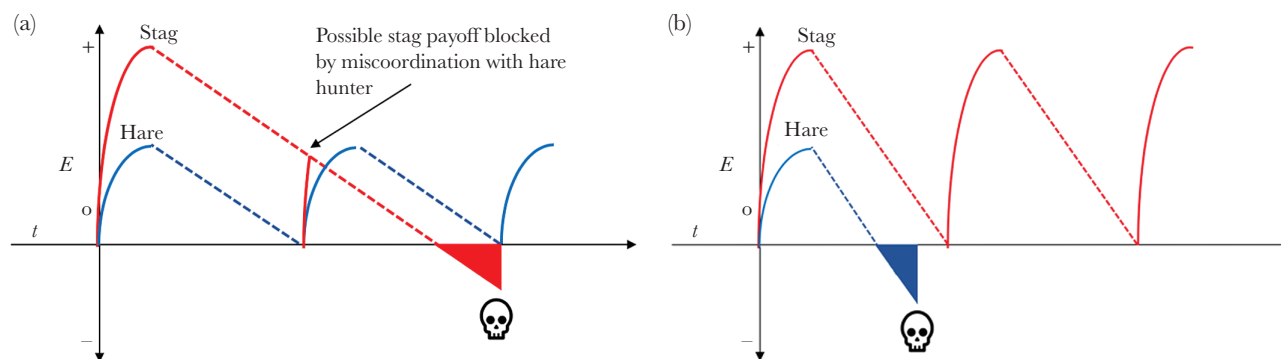 (a)
+
Stag
Possible stag payoff blocked
by miscoordination with hare
hunter
Hare
E
o
t
–
(b)
+
Stag
Hare
E
o
t
–